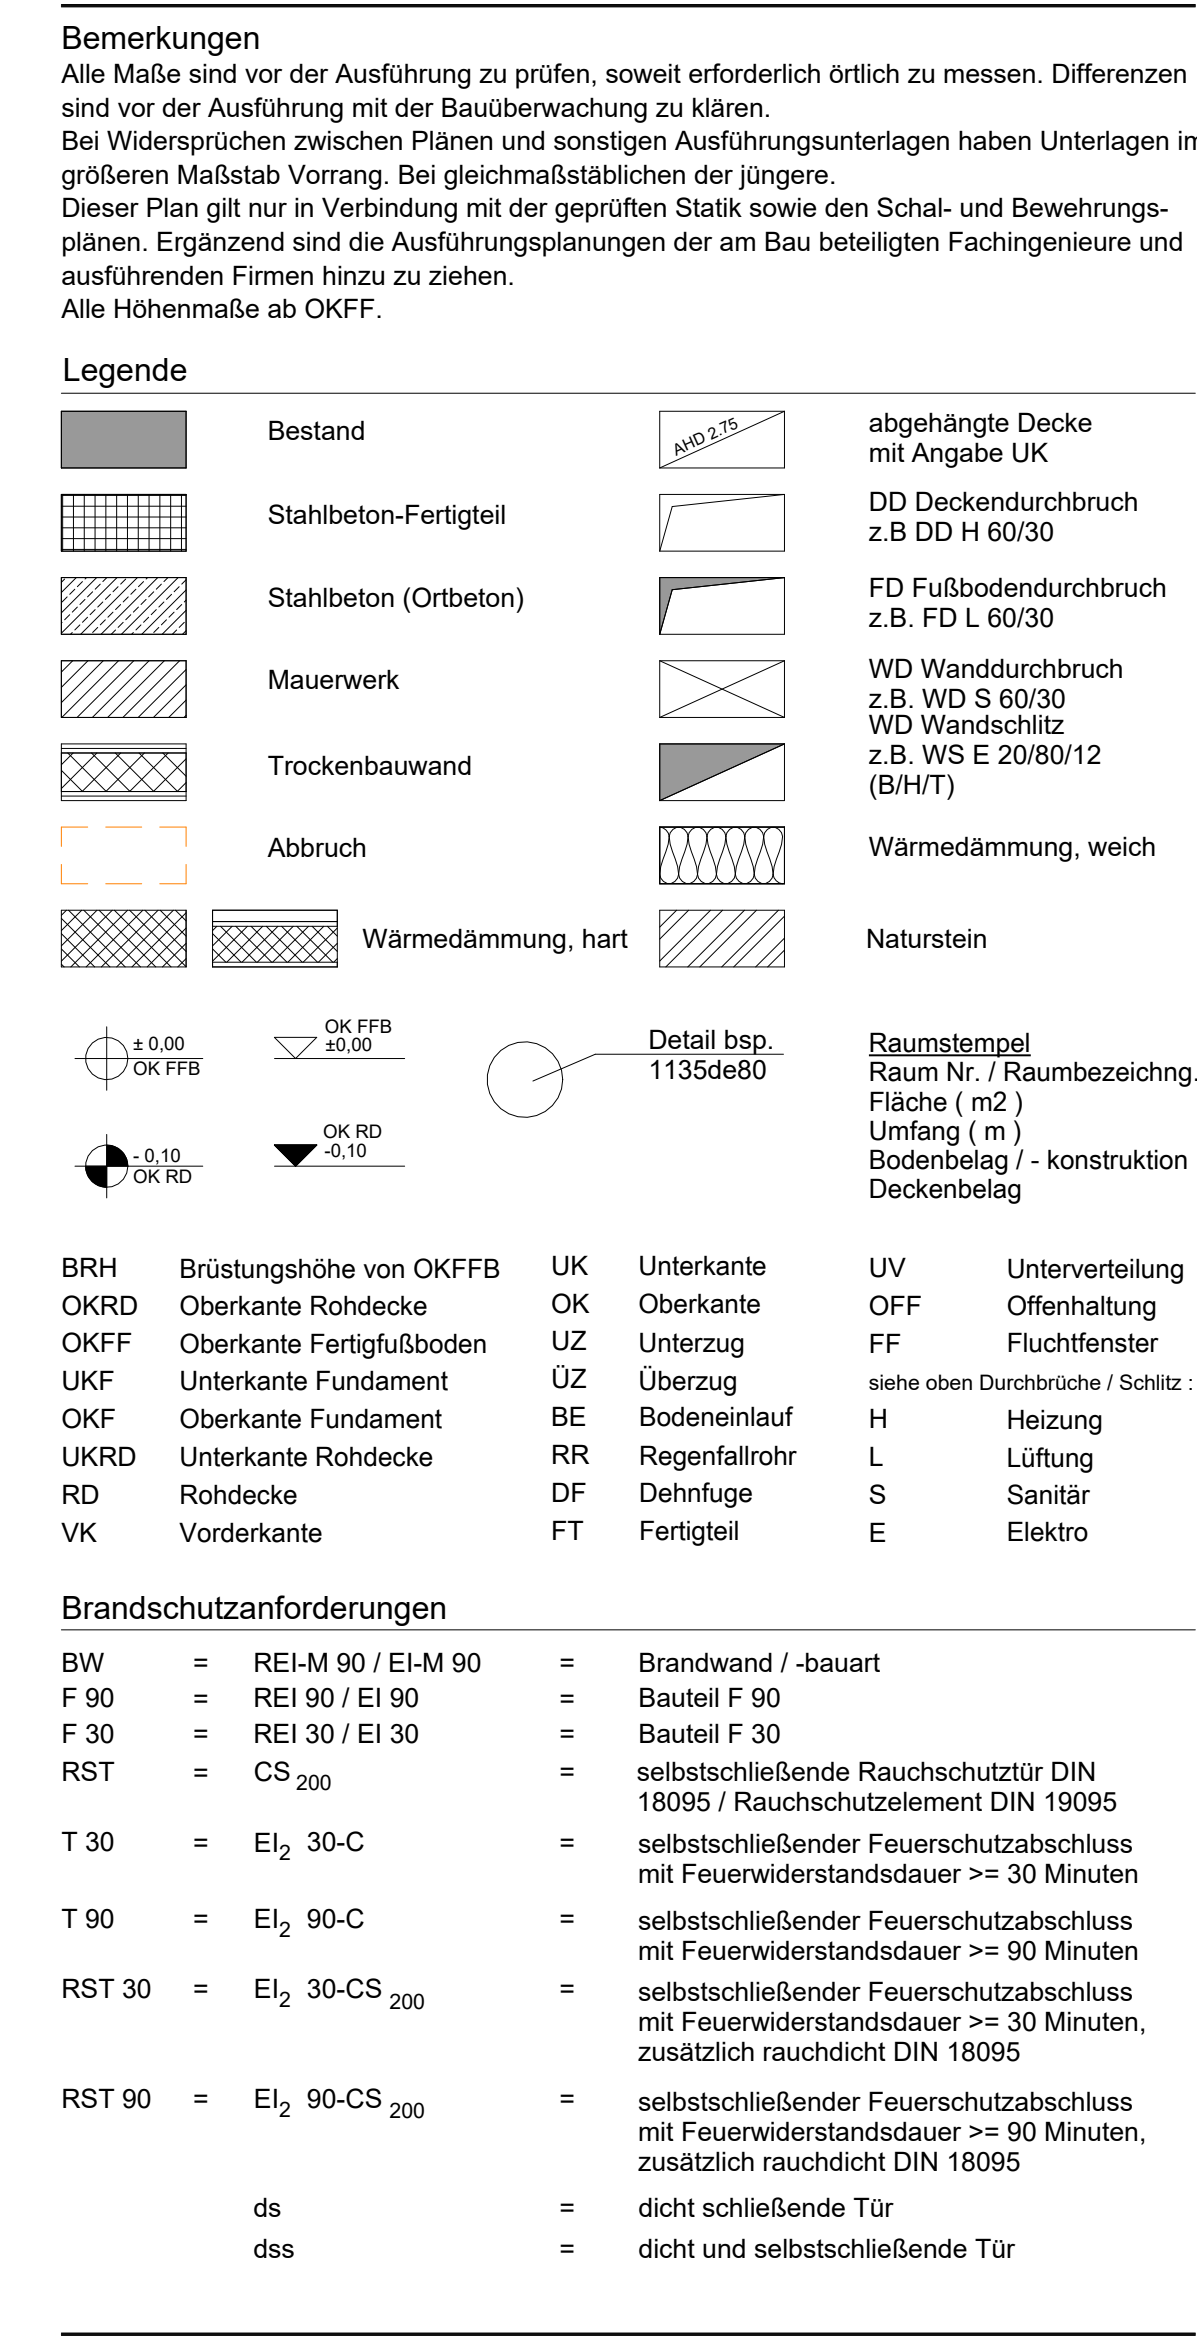 Bemerkungen
Alle Maße sind vor der Ausführung zu prüfen, soweit erforderlich örtlich zu messen. Differenzen
sind vor der Ausführung mit der Bauüberwachung zu klären.
Bei Widersprüchen zwischen Plänen und sonstigen Ausführungsunterlagen haben Unterlagen im
größeren Maßstab Vorrang. Bei gleichmaßstäblichen der jüngere.
Dieser Plan gilt nur in Verbindung mit der geprüften Statik sowie den Schal- und Bewehrungs-
plänen. Ergänzend sind die Ausführungsplanungen der am Bau beteiligten Fachingenieure und
ausführenden Firmen hinzu zu ziehen.
Alle Höhenmaße ab OKFF.
Legende
Bestand
AHD 2.75
abgehängte Decke
mit Angabe UK
Stahlbeton-Fertigteil
DD Deckendurchbruch
z.B DD H 60/30
Stahlbeton (Ortbeton)
FD Fußbodendurchbruch
z.B. FD L 60/30
Mauerwerk
WD Wanddurchbruch
z.B. WD S 60/30
Trockenbauwand
WD Wandschlitz
z.B. WS E 20/80/12
(B/H/T)
Abbruch
Wärmedämmung, weich
Wärmedämmung, hart
Naturstein
± 0,00
OK FFB
OK FFB
±0,00
Detail bsp.
1135de80
- 0,10
OK RD
OK RD
-0,10
Raumstempel
Raum Nr. / Raumbezeichng.
Fläche ( m2 )
Umfang ( m )
Bodenbelag / - konstruktion
Deckenbelag
BRH Brüstungshöhe von OKFFB UK Unterkante UV Unterverteilung
OKRD Oberkante Rohdecke OK Oberkante OFF Offenhaltung
OKFF Oberkante Fertigfußboden UZ Unterzug FF Fluchtfenster
UKF Unterkante Fundament ÜZ Überzug siehe oben Durchbrüche / Schlitz :
OKF Oberkante Fundament BE Bodeneinlauf H Heizung
UKRD Unterkante Rohdecke RR Regenfallrohr L Lüftung
RD Rohdecke DF Dehnfuge S Sanitär
VK Vorderkante FT Fertigteil E Elektro
Brandschutzanforderungen
BW = REI-M 90 / EI-M 90 = Brandwand / -bauart
F 90 = REI 90 / EI 90 = Bauteil F 90
F 30 = REI 30 / EI 30 = Bauteil F 30
RST = CS 200 = selbstschließende Rauchschutztür DIN
18095 / Rauchschutzelement DIN 19095
T 30 = EI2 30-C = selbstschließender Feuerschutzabschluss
mit Feuerwiderstandsdauer >= 30 Minuten
T 90 = EI2 90-C = selbstschließender Feuerschutzabschluss
mit Feuerwiderstandsdauer >= 90 Minuten
RST 30 = EI2 30-CS 200 = selbstschließender Feuerschutzabschluss
mit Feuerwiderstandsdauer >= 30 Minuten,
zusätzlich rauchdicht DIN 18095
RST 90 = EI2 90-CS 200 = selbstschließender Feuerschutzabschluss
mit Feuerwiderstandsdauer >= 90 Minuten,
zusätzlich rauchdicht DIN 18095
ds = dicht schließende Tür
dss = dicht und selbstschließende Tür